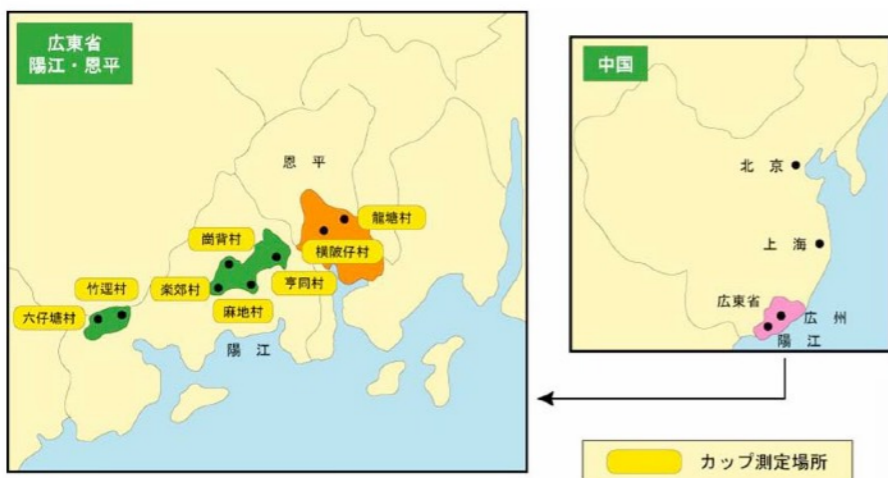 広東省
陽江・恩平
恩 平
龍塘村
崗背村
横陂仔村
亨同村
竹逕村
楽郊村
麻地村
六仔塘村
陽 江
中国
北 京
上 海
広東省
広 州
陽 江
カップ測定場所